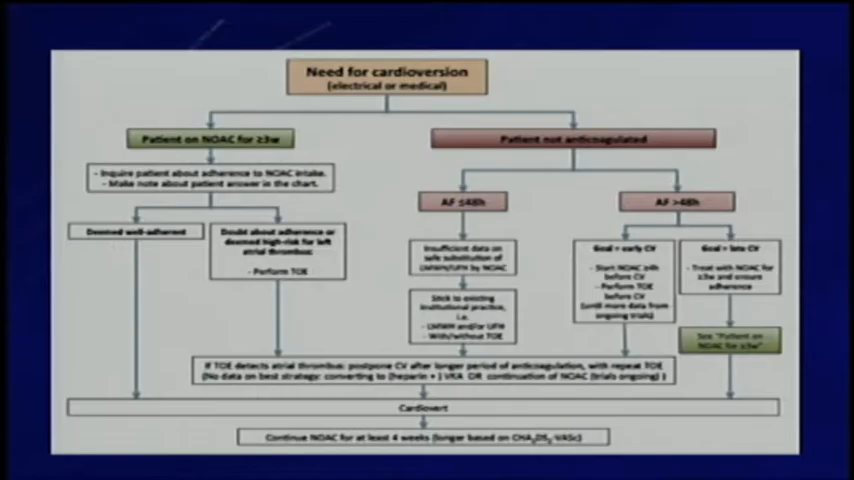 Need for cardioversion
(electrical or medical)
Patient on NOAC for ≥3w
- Inquire patient about adherence to NOAC intake.
- Make note about patient answer in the chart.
Deemed well-adherent
Doubt about adherence or
deemed high-risk for left
atrial thrombus:
- Perform TOE
Patient not anticoagulated
AF ≤48h
Insufficient data on
safe substitution of
LMWH/UFH by NOAC
Stick to existing
institutional practice,
i.e.
- LMWH and/or UFH
- With/without TOE
AF >48h
Goal = early CV
- Start NOAC ≥4h
before CV
- Perform TOE
before CV
(until more data from
ongoing trials)
Goal = late CV
- Treat with NOAC for
≥3w and ensure
adherence
See "Patient on
NOAC for ≥3w"
If TOE detects atrial thrombus: postpone CV after longer period of anticoagulation, with repeat TOE
(No data on best strategy: converting to (heparin + ) VKA OR continuation of NOAC (trials ongoing) )
Cardiovert
Continue NOAC for at least 4 weeks (longer based on CHA₂DS₂-VASc)